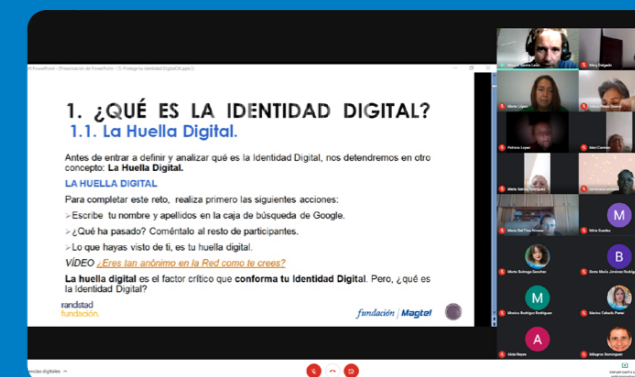 1. ¿QUÉ ES LA IDENTIDAD DIGITAL?
1.1. La Huella Digital.
Antes de entrar a definir y analizar qué es la Identidad Digital, nos detendremos en otro
concepto: La Huella Digital.
LA HUELLA DIGITAL
Para completar este reto, realiza primero las siguientes acciones:
➢Escribe tu nombre y apellidos en la caja de búsqueda de Google.
➢¿Qué ha pasado? Coméntalo al resto de participantes.
➢Lo que hayas visto de ti, es tu huella digital.
VÍDEO ¿Eres tan anónimo en la Red como te crees?
La huella digital es el factor crítico que conforma tu Identidad Digital. Pero, ¿qué es
la Identidad Digital?
randstad
fundación.
fundación | Magtel
M
B
M
A